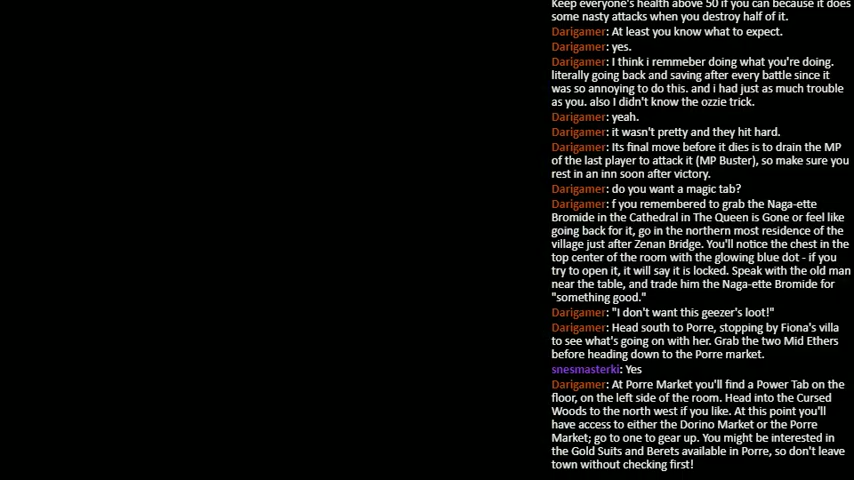 Keep everyone's health above 50 if you can because it does
some nasty attacks when you destroy half of it.
Darigamer: At least you know what to expect.
Darigamer: yes.
Darigamer: I think i remmeber doing what you're doing.
literally going back and saving after every battle since it
was so annoying to do this. and i had just as much trouble
as you. also I didn't know the ozzie trick.
Darigamer: yeah.
Darigamer: it wasn't pretty and they hit hard.
Darigamer: Its final move before it dies is to drain the MP
of the last player to attack it (MP Buster), so make sure you
rest in an inn soon after victory.
Darigamer: do you want a magic tab?
Darigamer: f you remembered to grab the Naga-ette
Bromide in the Cathedral in The Queen is Gone or feel like
going back for it, go in the northern most residence of the
village just after Zenan Bridge. You'll notice the chest in the
top center of the room with the glowing blue dot - if you
try to open it, it will say it is locked. Speak with the old man
near the table, and trade him the Naga-ette Bromide for
"something good."
Darigamer: "I don't want this geezer's loot!"
Darigamer: Head south to Porre, stopping by Fiona's villa
to see what's going on with her. Grab the two Mid Ethers
before heading down to the Porre market.
snesmasterki: Yes
Darigamer: At Porre Market you'll find a Power Tab on the
floor, on the left side of the room. Head into the Cursed
Woods to the north west if you like. At this point you'll
have access to either the Dorino Market or the Porre
Market; go to one to gear up. You might be interested in
the Gold Suits and Berets available in Porre, so don't leave
town without checking first!